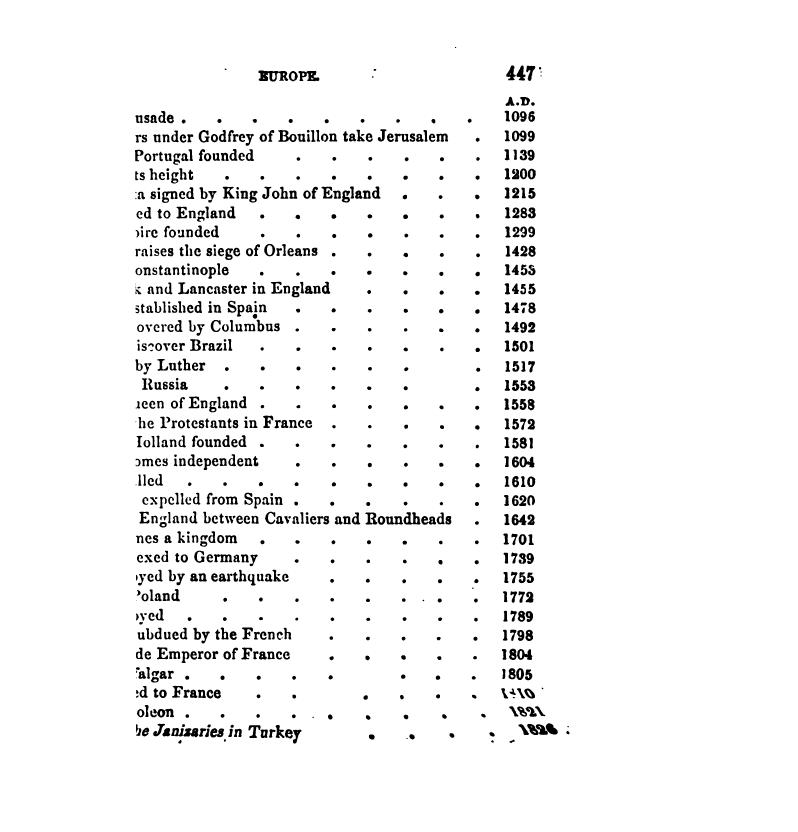 EUROPE. 447
A.D.
usade . . . . . . . . . 1096
rs under Godfrey of Bouillon take Jerusalem . 1099
Portugal founded . . . . . . 1139
ts height . . . . . . . . 1200
a signed by King John of England . . . 1215
ed to England . . . . . . . 1283
ire founded . . . . . . . 1299
raises the siege of Orleans . . . . . 1428
onstantinople . . . . . . . 1453
k and Lancaster in England . . . . 1455
stablished in Spain . . . . . . 1478
overed by Columbus . . . . . . 1492
iscover Brazil . . . . . . . 1501
by Luther . . . . . . . 1517
Russia . . . . . . . 1553
ueen of England . . . . . . . 1558
he Protestants in France . . . . . 1572
Holland founded . . . . . . . 1581
omes independent . . . . . . 1604
lled . . . . . . . . . 1610
expelled from Spain . . . . . . 1620
England between Cavaliers and Roundheads . 1642
nes a kingdom . . . . . . . 1701
exed to Germany . . . . . . 1739
yed by an earthquake . . . . . 1755
Poland . . . . . . . . 1772
oyed . . . . . . . . . 1789
ubdued by the French . . . . . 1798
de Emperor of France . . . . . 1804
falgar . . . . . . . . 1805
ed to France . . . . . .
oleon . . . . . . . . . 1821
he Janizaries in Turkey . . . . 1826